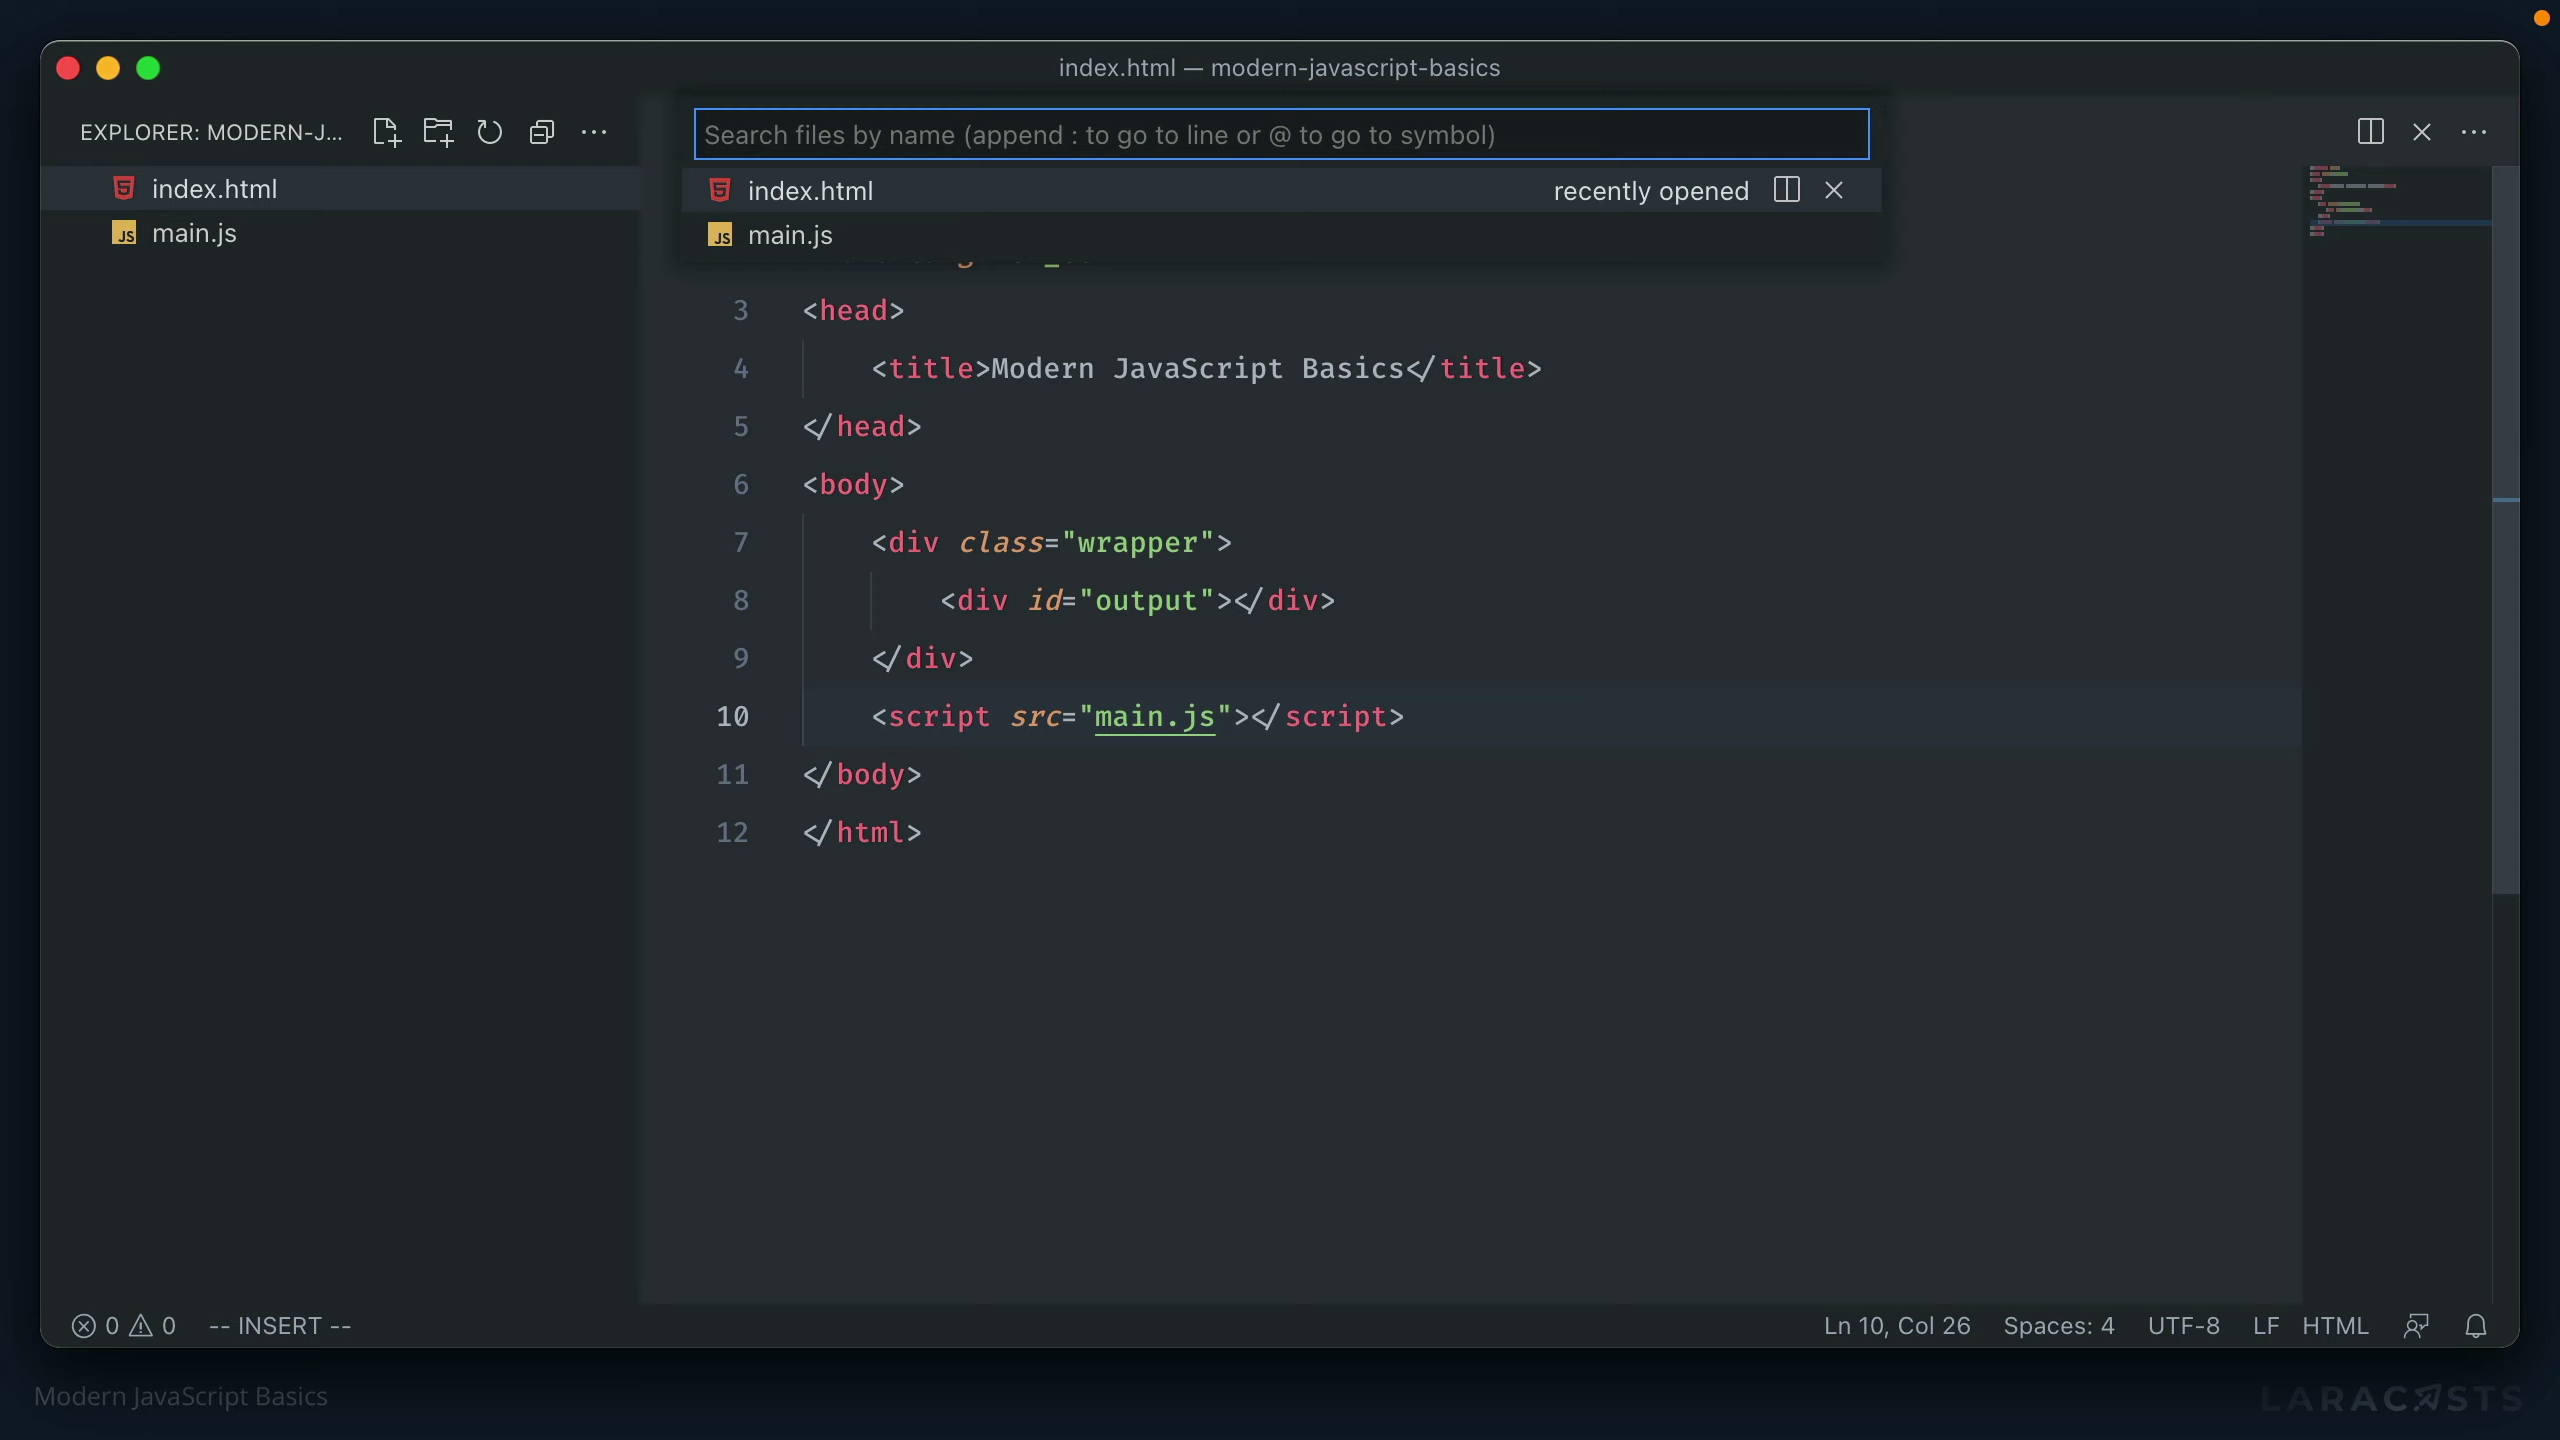 index.html — modern-javascript-basics
EXPLORER: MODERN-J...
Search files by name (append : to go to line or @ to go to symbol)
index.html
main.js
index.html recently opened
main.js
3 <head>
4 <title>Modern JavaScript Basics</title>
5 </head>
6 <body>
7 <div class="wrapper">
8 <div id="output"></div>
9 </div>
10 <script src="main.js"></script>
11 </body>
12 </html>
0 0 -- INSERT --
Ln 10, Col 26 Spaces: 4 UTF-8 LF HTML
Modern JavaScript Basics
LARACASTS